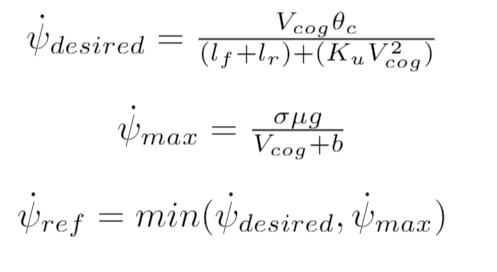 ψ̇_desired = V_cog θ_c / ((l_f+l_r)+(K_u V_cog^2))
ψ̇_max = σμg / (V_cog+b)
ψ̇_ref = min(ψ̇_desired, ψ̇_max)